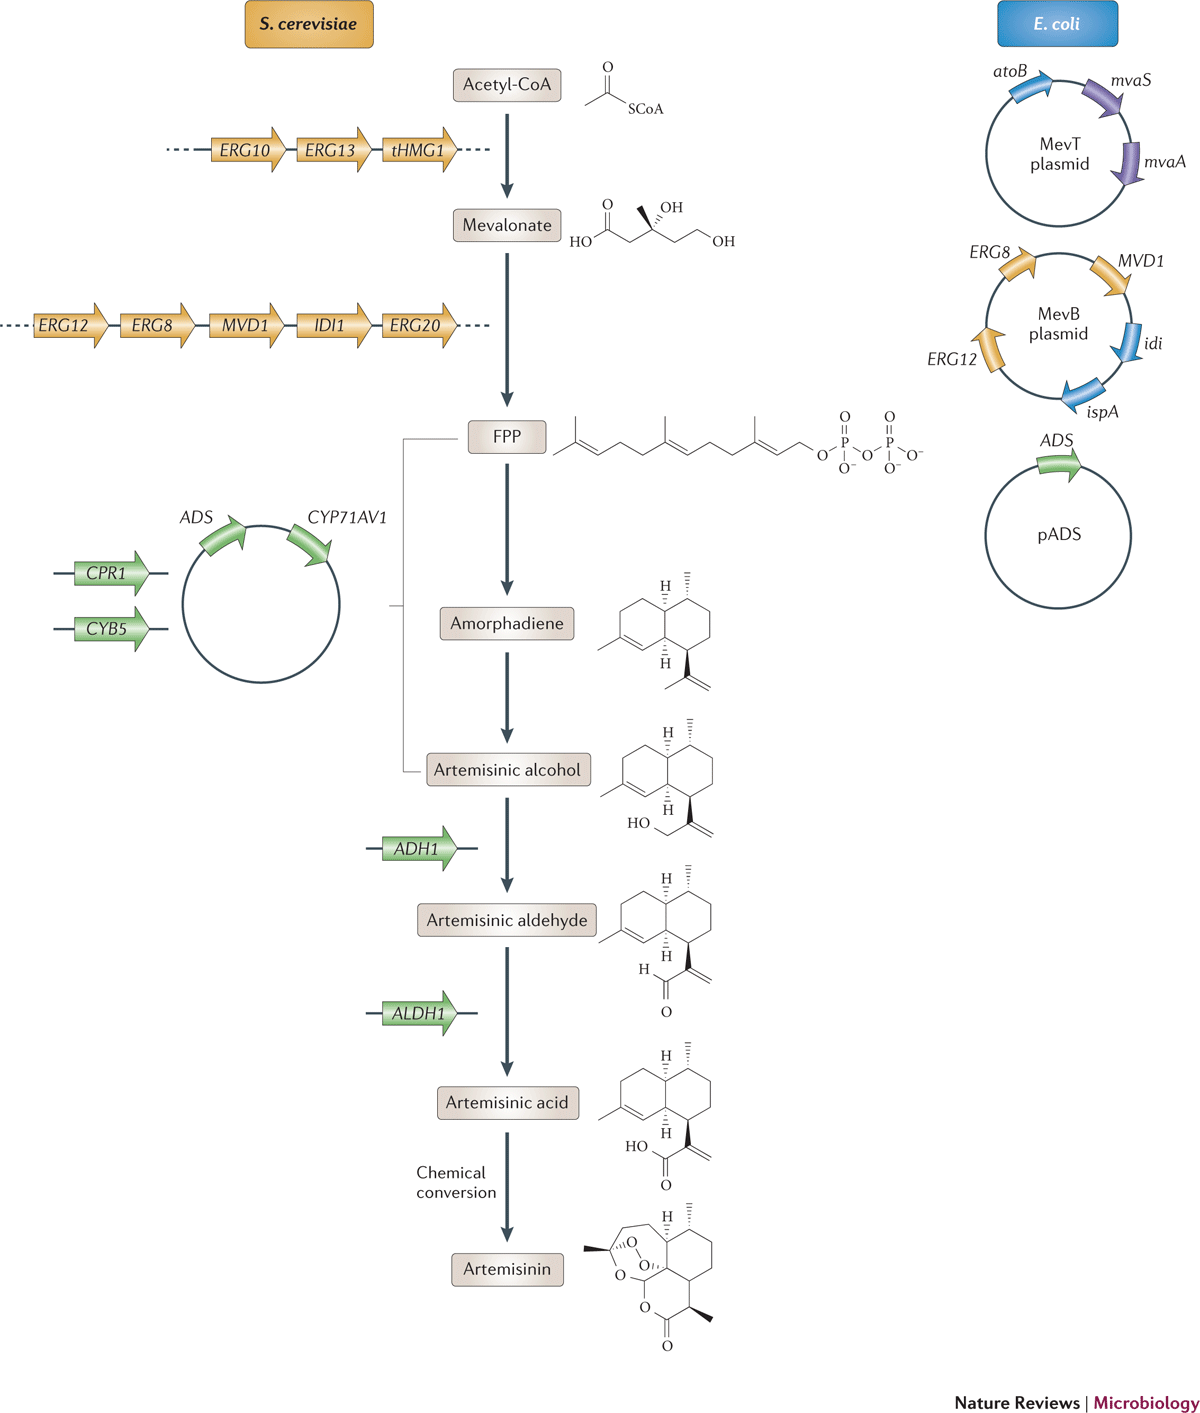 S. cerevisiae
E. coli
Acetyl-CoA
O
SCoA
ERG10
ERG13
tHMG1
Mevalonate
O
HO
OH
OH
ERG12
ERG8
MVD1
IDI1
ERG20
FPP
O
P
O
O⁻
O
P
O
O⁻
O⁻
ADS
CYP71AV1
CPR1
CYB5
Amorphadiene
H
H
Artemisinic alcohol
H
H
HO
ADH1
Artemisinic aldehyde
H
H
H
O
ALDH1
Artemisinic acid
H
H
HO
O
Chemical
conversion
Artemisinin
H
O
O
O
O
O
atoB
mvaS
mvaA
MevT
plasmid
ERG8
MVD1
idi
ispA
ERG12
MevB
plasmid
ADS
pADS
Nature Reviews | Microbiology